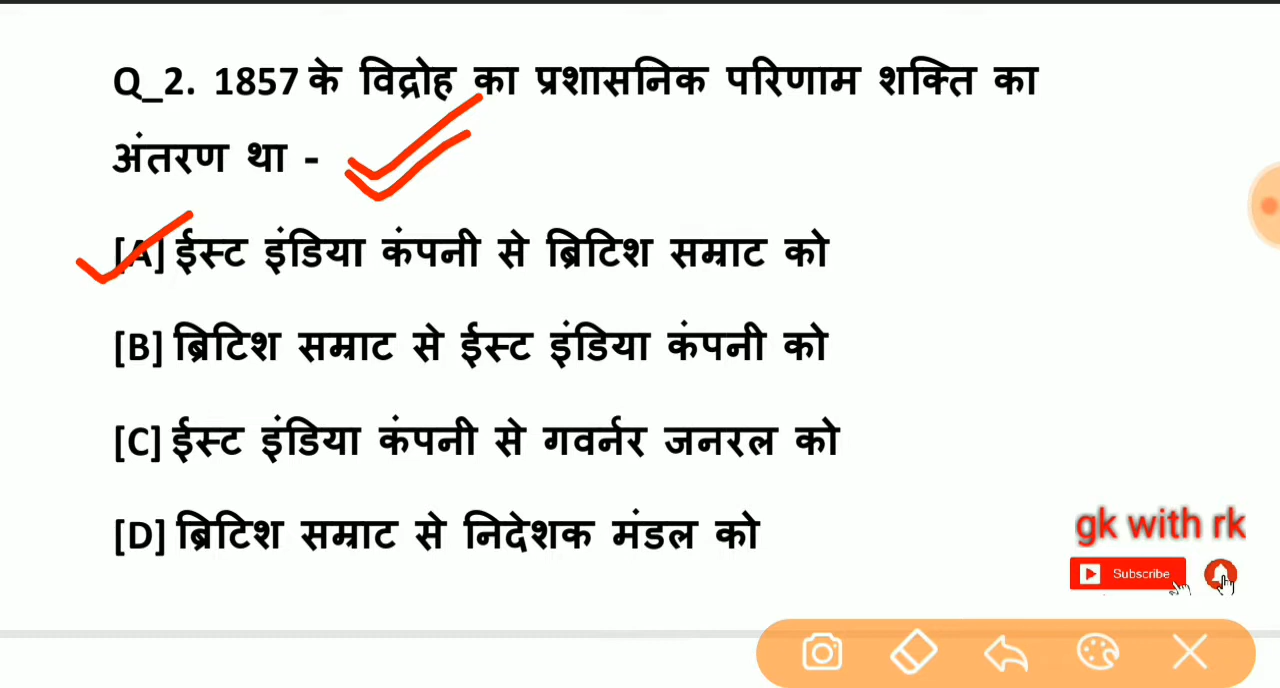 Q_2. 1857 के विद्रोह का प्रशासनिक परिणाम शक्ति का
अंतरण था -
[A] ईस्ट इंडिया कंपनी से ब्रिटिश सम्राट को
[B] ब्रिटिश सम्राट से ईस्ट इंडिया कंपनी को
[C] ईस्ट इंडिया कंपनी से गवर्नर जनरल को
[D] ब्रिटिश सम्राट से निदेशक मंडल को
gk with rk
Subscribe